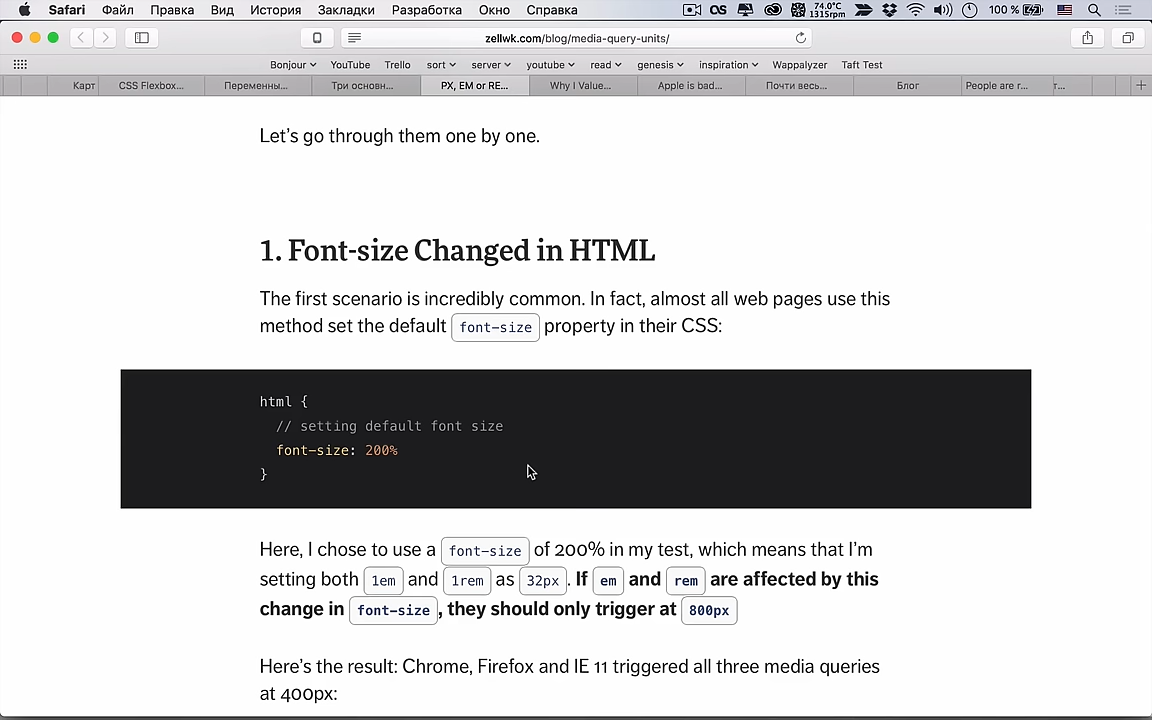 Safari Файл Правка Вид История Закладки Разработка Окно Справка 74.0°C 1315rpm 100 %
zellwk.com/blog/media-query-units/
Bonjour YouTube Trello sort server youtube read genesis inspiration Wappalyzer Taft Test
Карт CSS Flexbox... Переменны... Три основн... PX, EM or RE... Why I Value... Apple is bad... Почти весь... Блог People are r... т...
Let's go through them one by one.
1. Font-size Changed in HTML
The first scenario is incredibly common. In fact, almost all web pages use this
method set the default font-size property in their CSS:
html {
// setting default font size
font-size: 200%
}
Here, I chose to use a font-size of 200% in my test, which means that I'm
setting both 1em and 1rem as 32px. If em and rem are affected by this
change in font-size, they should only trigger at 800px
Here's the result: Chrome, Firefox and IE 11 triggered all three media queries
at 400px: